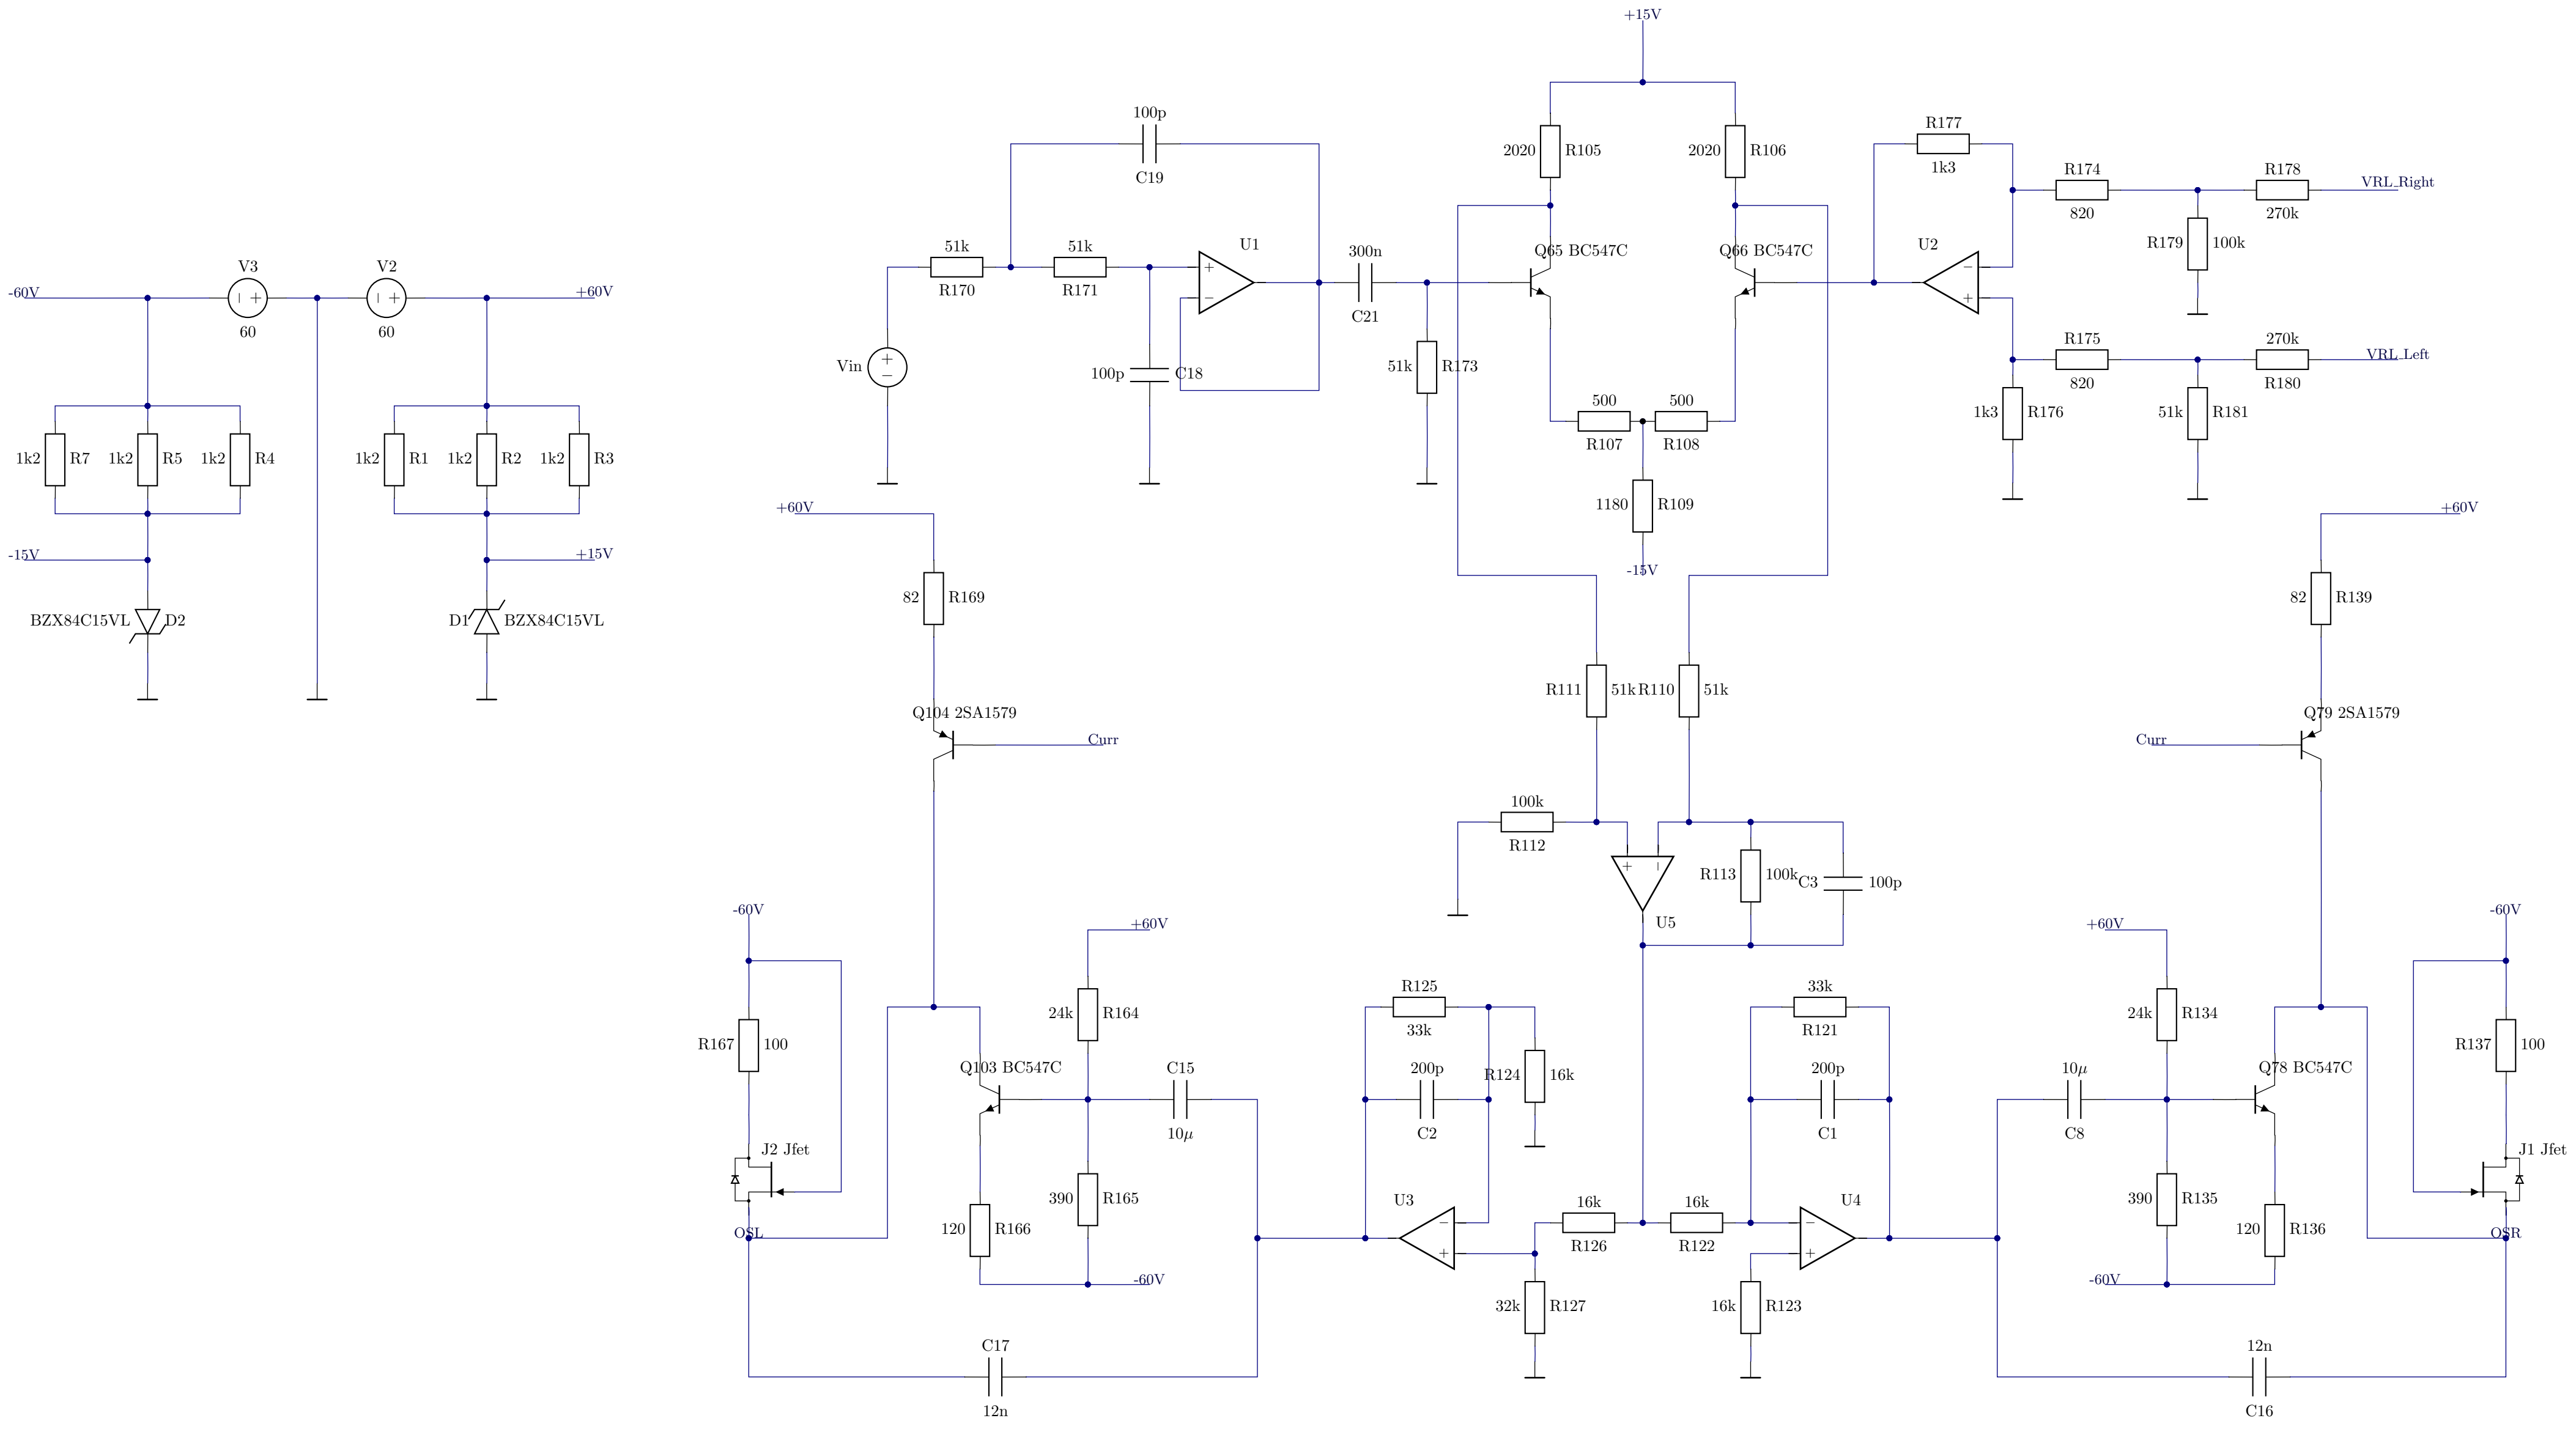 +15V
100p
C19
2020 R105
2020 R106
R177
1k3
R174
820
R178
270k
VRL_Right
R179 100k
51k
R170
51k
R171
U1
300n
C21
Q65 BC547C
Q66 BC547C
U2
V3
60
V2
60
-60V
+60V
Vin
100p C18
51k R173
R175
820
270k
R180
VRL_Left
1k3 R176
51k R181
500
R107
500
R108
1180 R109
-15V
1k2 R7
1k2 R5
1k2 R4
1k2 R1
1k2 R2
1k2 R3
-15V
+15V
BZX84C15VL D2
D1 BZX84C15VL
+60V
82 R169
Q104 2SA1579
Curr
+60V
82 R139
Q79 2SA1579
Curr
R111 51k
R110 51k
100k
R112
R113 100k
C3 100p
U5
-60V
R167 100
J2 Jfet
OSL
+60V
24k R164
Q103 BC547C
C15
10µ
390 R165
120 R166
-60V
C17
12n
R125
33k
200p
C2
R124 16k
U3
16k
R126
16k
R122
32k R127
33k
R121
200p
C1
U4
16k R123
+60V
24k R134
10µ
C8
Q78 BC547C
390 R135
120 R136
-60V
-60V
R137 100
J1 Jfet
OSR
12n
C16